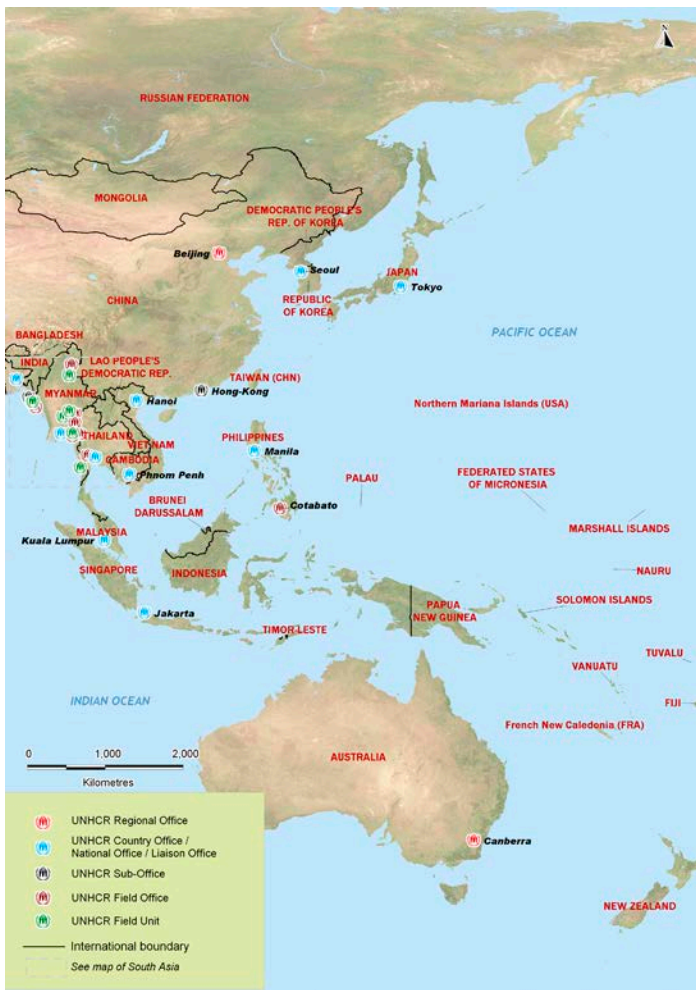 N
RUSSIAN FEDERATION
MONGOLIA
DEMOCRATIC PEOPLE'S
REP. OF KOREA
Beijing
Seoul
JAPAN
Tokyo
REPUBLIC
OF KOREA
CHINA
PACIFIC OCEAN
BANGLADESH
INDIA
LAO PEOPLE'S
DEMOCRATIC REP.
TAIWAN (CHN)
MYANMAR
Hanoi
Hong-Kong
Northern Mariana Islands (USA)
THAILAND
VIET NAM
PHILIPPINES
Manila
CAMBODIA
Phnom Penh
PALAU
FEDERATED STATES
OF MICRONESIA
BRUNEI
DARUSSALAM
Cotabato
MARSHALL ISLANDS
MALAYSIA
Kuala Lumpur
SINGAPORE
INDONESIA
NAURU
SOLOMON ISLANDS
Jakarta
PAPUA
NEW GUINEA
TIMOR-LESTE
TUVALU
VANUATU
INDIAN OCEAN
FIJI
French New Caledonia (FRA)
AUSTRALIA
0 1,000 2,000
Kilometres
Canberra
NEW ZEALAND
UNHCR Regional Office
UNHCR Country Office /
National Office / Liaison Office
UNHCR Sub-Office
UNHCR Field Office
UNHCR Field Unit
International boundary
See map of South Asia